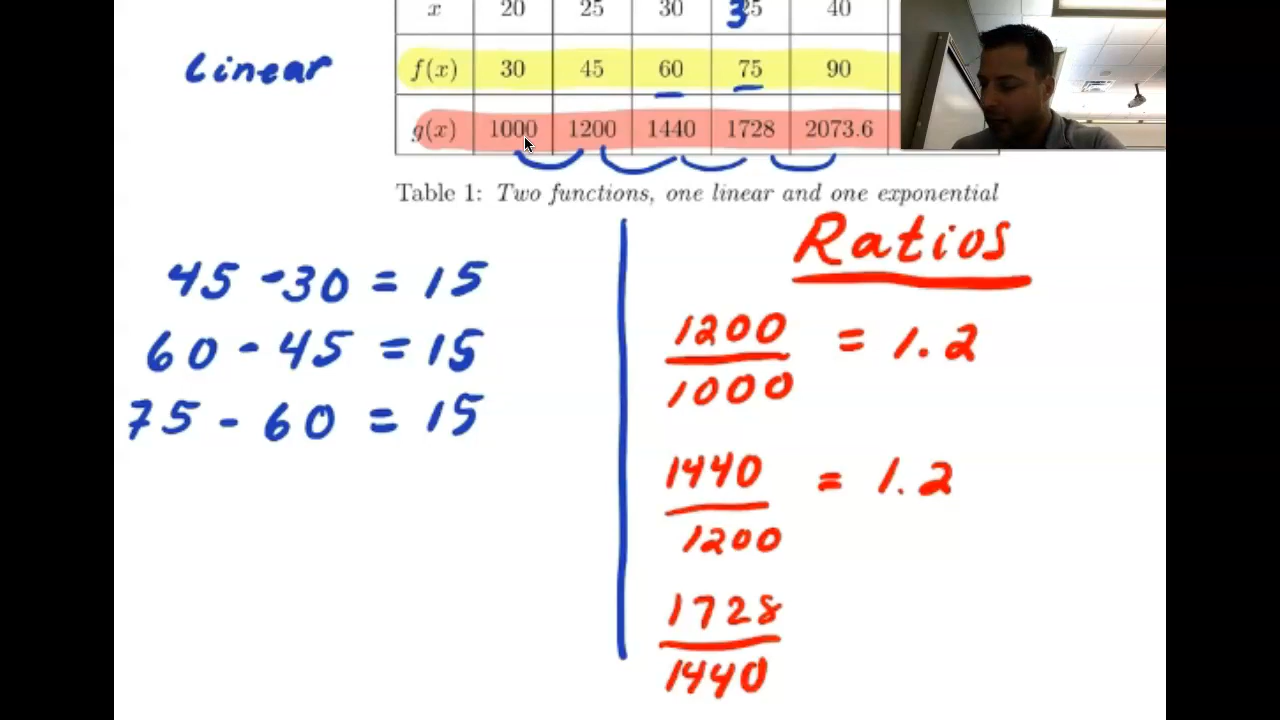 x 20 25 30 35 40
Linear
f(x) 30 45 60 75 90
g(x) 1000 1200 1440 1728 2073.6
Table 1: Two functions, one linear and one exponential
Ratios
45 - 30 = 15
60 - 45 = 15
75 - 60 = 15
1200
1000
= 1.2
1440
1200
= 1.2
1728
1440